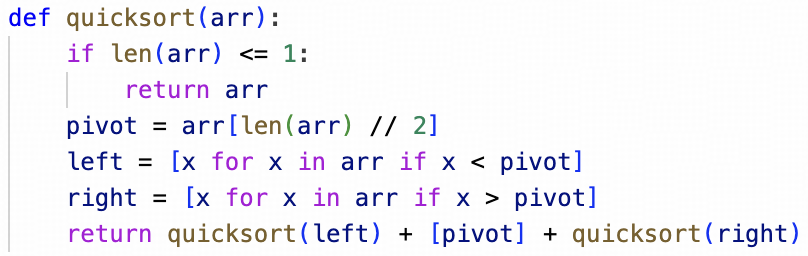 def quicksort(arr):
    if len(arr) <= 1:
        return arr
    pivot = arr[len(arr) // 2]
    left = [x for x in arr if x < pivot]
    right = [x for x in arr if x > pivot]
    return quicksort(left) + [pivot] + quicksort(right)